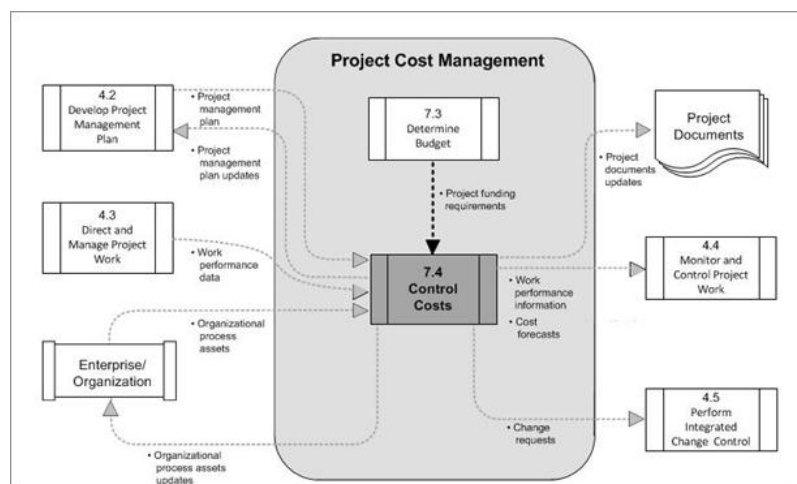 Project Cost Management
4.2
Develop Project
Management
Plan
• Project
management
plan
• Project
management
plan updates
7.3
Determine
Budget
• Project funding
requirements
Project
Documents
• Project
documents
updates
4.3
Direct and
Manage Project
Work
• Work
performance
data
7.4
Control
Costs
• Work
performance
information
• Cost
forecasts
4.4
Monitor and
Control Project
Work
• Organizational
process assets
Enterprise/
Organization
• Organizational
process assets
updates
• Change
requests
4.5
Perform
Integrated
Change Control